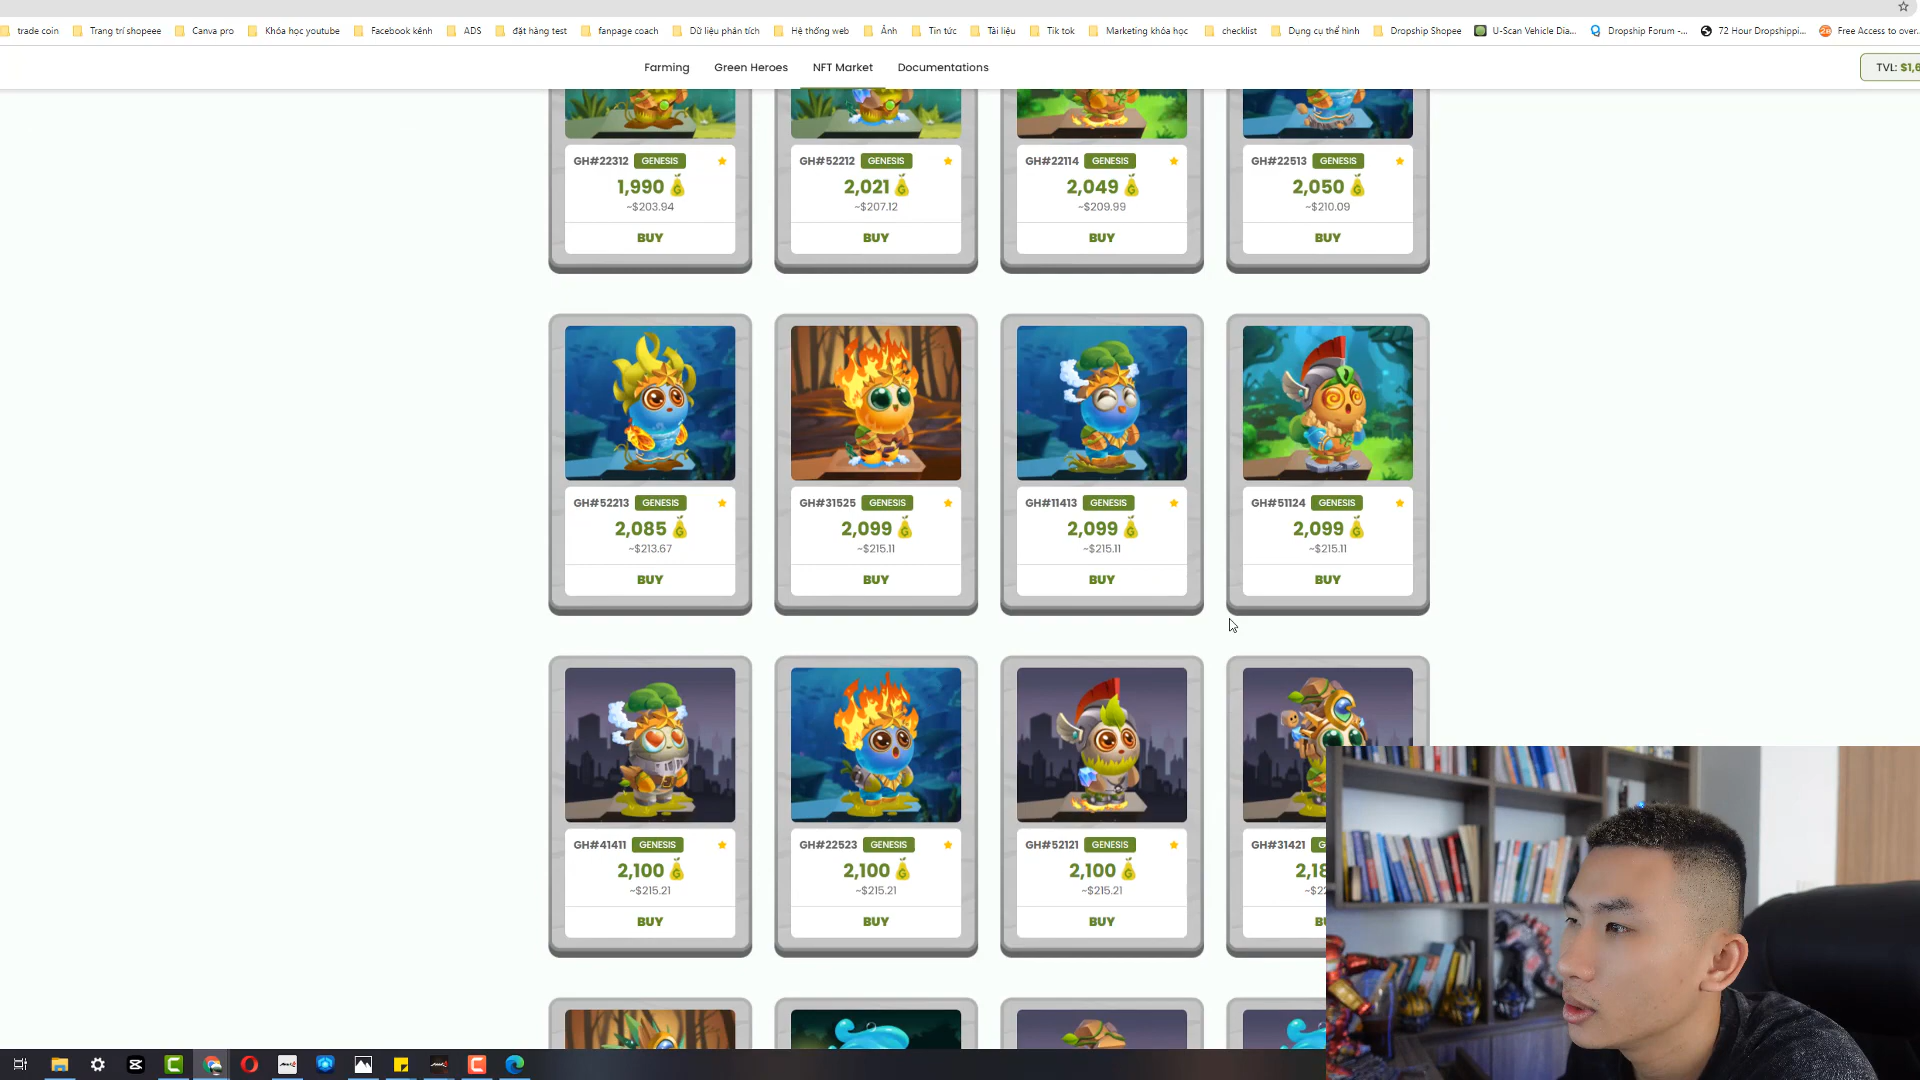 trade coin
Trang trí shopeee
Canva pro
Khóa học youtube
Facebook kênh
ADS
đặt hàng test
fanpage coach
Dữ liệu phân tích
Hệ thống web
Ảnh
Tin tức
Tài liệu
Tik tok
Marketing khóa học
checklist
Dụng cụ thể hình
Dropship Shopee
U-Scan Vehicle Dia...
Dropship Forum -...
72 Hour Dropshippi...
Free Access to over...
Farming
Green Heroes
NFT Market
Documentations
TVL: $1,6
GH#22312 GENESIS
1,990
~$203.94
BUY
GH#52212 GENESIS
2,021
~$207.12
BUY
GH#22114 GENESIS
2,049
~$209.99
BUY
GH#22513 GENESIS
2,050
~$210.09
BUY
GH#52213 GENESIS
2,085
~$213.67
BUY
GH#31525 GENESIS
2,099
~$215.11
BUY
GH#11413 GENESIS
2,099
~$215.11
BUY
GH#51124 GENESIS
2,099
~$215.11
BUY
GH#41411 GENESIS
2,100
~$215.21
BUY
GH#22523 GENESIS
2,100
~$215.21
BUY
GH#52121 GENESIS
2,100
~$215.21
BUY
GH#31421 G
2,18
~$22
BU